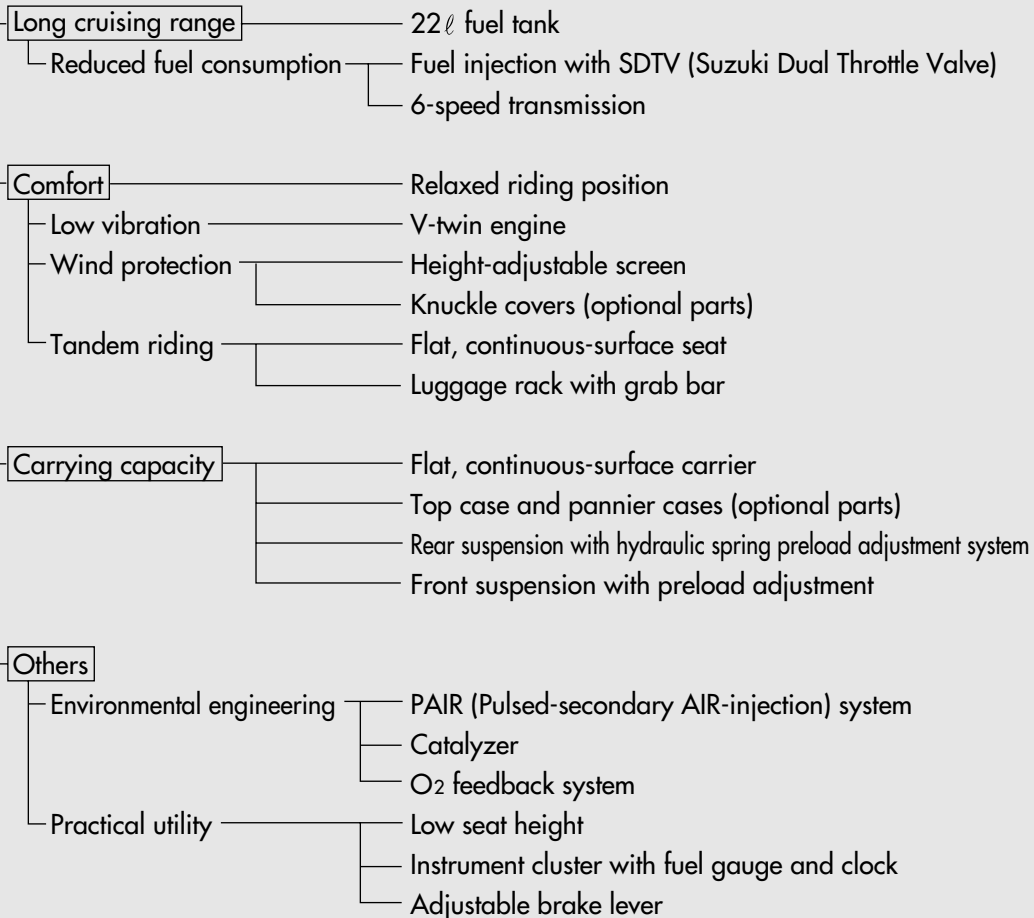 Long cruising range 22ℓ fuel tank
Reduced fuel consumption Fuel injection with SDTV (Suzuki Dual Throttle Valve)
6-speed transmission
Comfort Relaxed riding position
Low vibration V-twin engine
Wind protection Height-adjustable screen
Knuckle covers (optional parts)
Tandem riding Flat, continuous-surface seat
Luggage rack with grab bar
Carrying capacity Flat, continuous-surface carrier
Top case and pannier cases (optional parts)
Rear suspension with hydraulic spring preload adjustment system
Front suspension with preload adjustment
Others
Environmental engineering PAIR (Pulsed-secondary AIR-injection) system
Catalyzer
O2 feedback system
Practical utility Low seat height
Instrument cluster with fuel gauge and clock
Adjustable brake lever